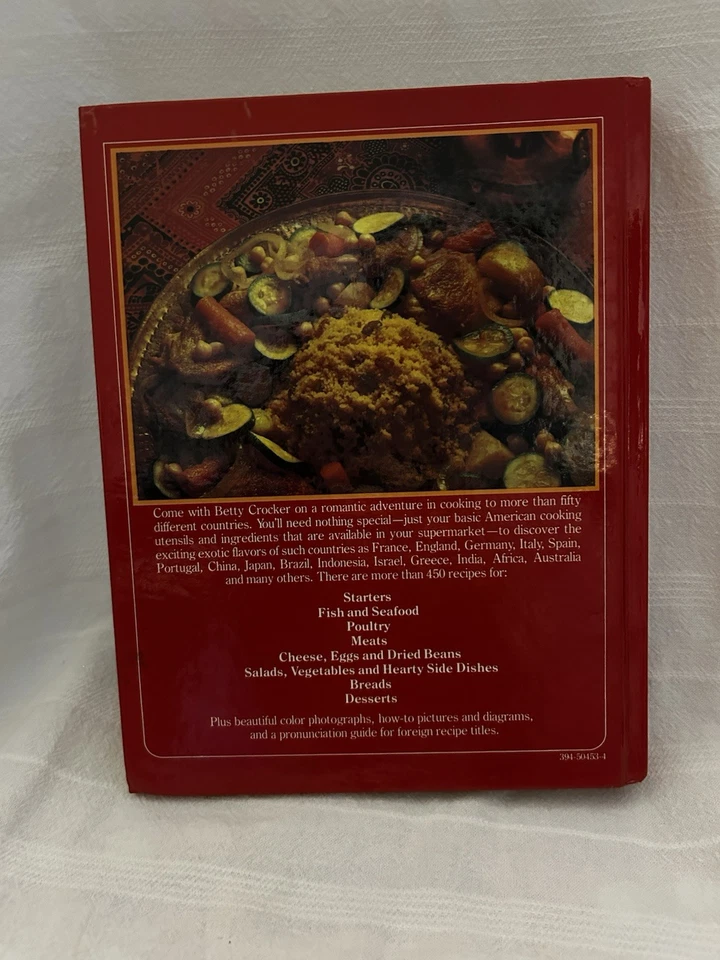 Come with Betty Crocker on a romantic adventure in cooking to more than fifty
different countries. You'll need nothing special—just your basic American cooking
utensils and ingredients that are available in your supermarket—to discover the
exciting exotic flavors of such countries as France, England, Germany, Italy, Spain,
Portugal, China, Japan, Brazil, Indonesia, Israel, Greece, India, Africa, Australia
and many others. There are more than 450 recipes for:
Starters
Fish and Seafood
Poultry
Meats
Cheese, Eggs and Dried Beans
Salads, Vegetables and Hearty Side Dishes
Breads
Desserts
Plus beautiful color photographs, how-to pictures and diagrams,
and a pronunciation guide for foreign recipe titles.
394-50453-4